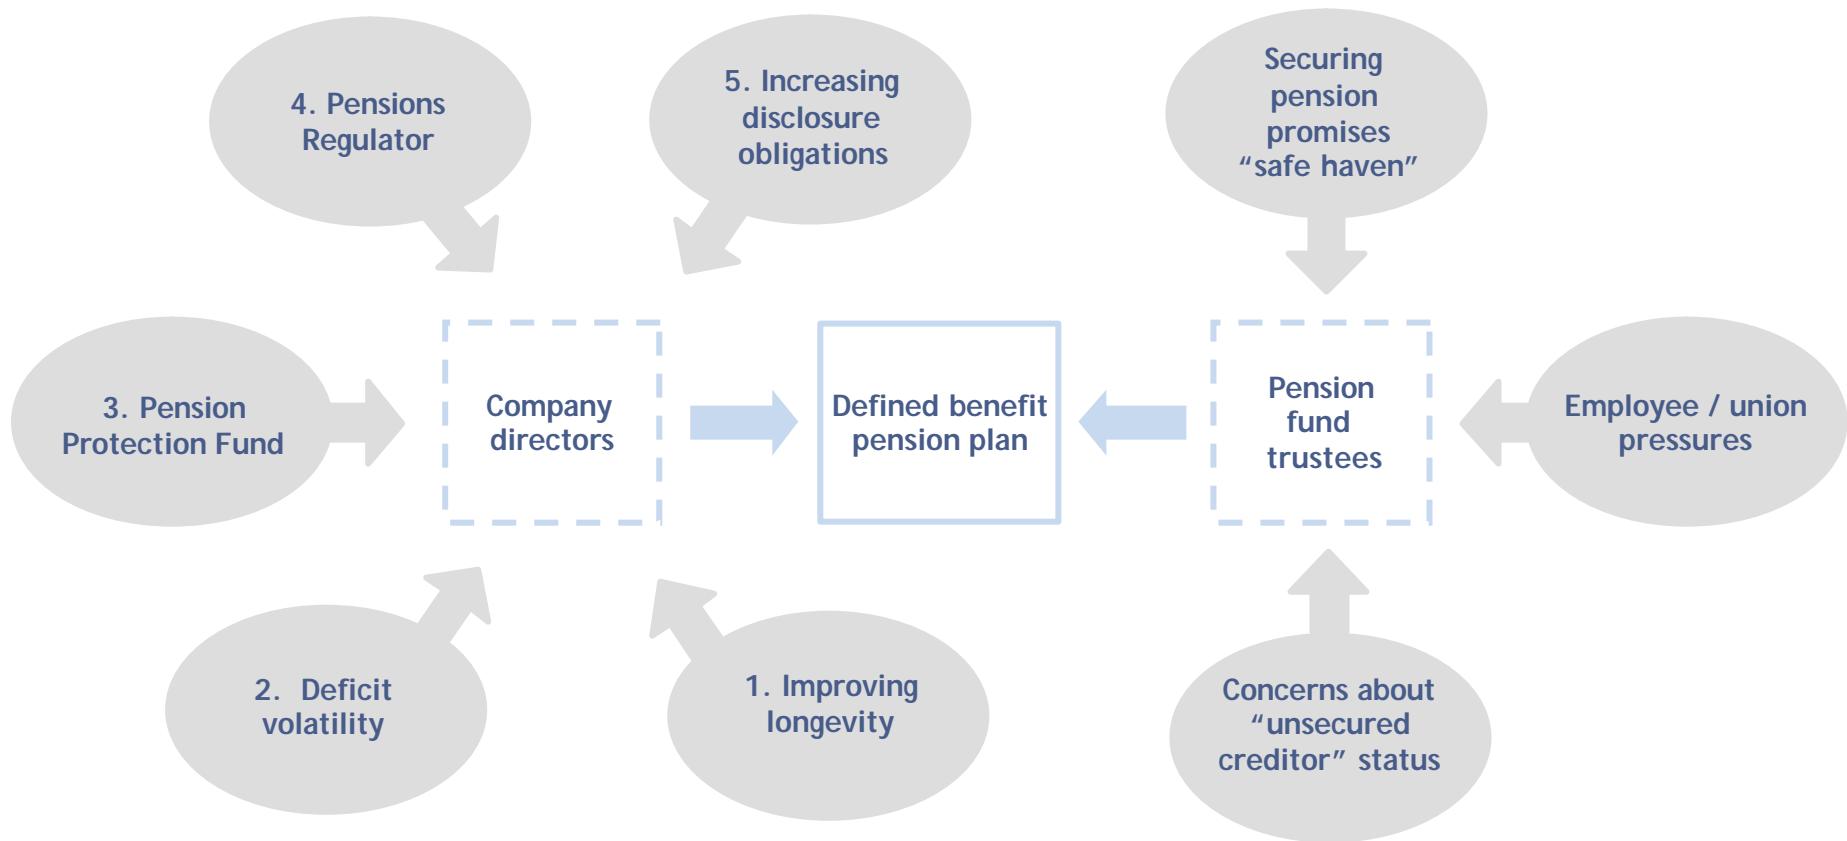 4. Pensions
Regulator
5. Increasing
disclosure
obligations
Securing
pension
promises
“safe haven”
3. Pension
Protection Fund
Company
directors
Defined benefit
pension plan
Pension
fund
trustees
Employee / union
pressures
2. Deficit
volatility
1. Improving
longevity
Concerns about
“unsecured
creditor” status